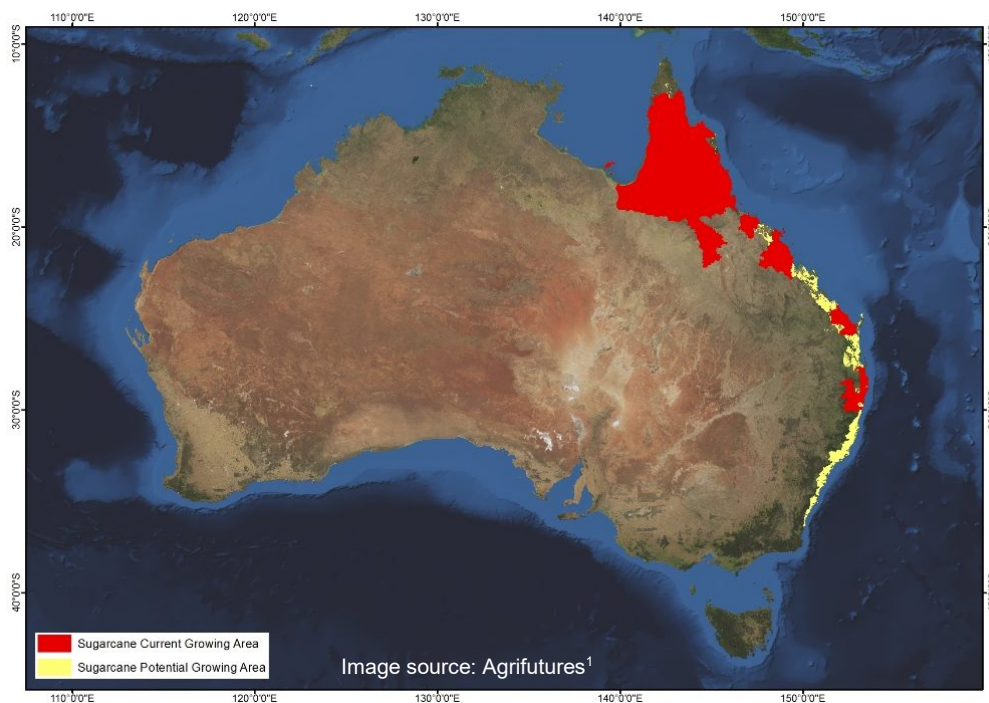 110°0'0"E 120°0'0"E 130°0'0"E 140°0'0"E 150°0'0"E
10°0'0"S
20°0'0"S
30°0'0"S
40°0'0"S
Sugarcane Current Growing Area
Sugarcane Potential Growing Area
Image source: Agrifutures¹
110°0'0"E 120°0'0"E 130°0'0"E 140°0'0"E 150°0'0"E